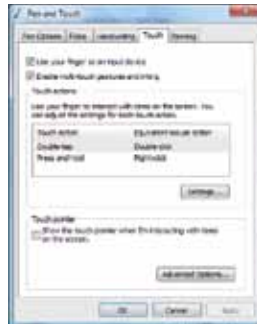 Pen and Touch
Pen Options Flicks Handwriting Touch Panning
Use your finger as an input device
Enable multi-touch gestures and inking
Touch actions
Use your finger to interact with items on the screen. You
can adjust the settings for each touch action.
Touch action Equivalent mouse action
Double-tap Double-click
Press and hold Right-click
Settings...
Touch pointer
Show the touch pointer when I'm interacting with items
on the screen.
Advanced Options...
OK Cancel Apply